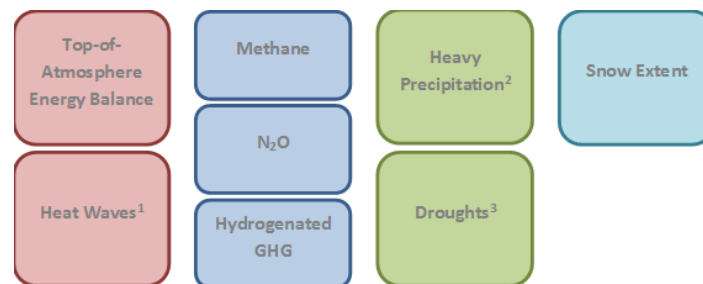 Top-of-
Atmosphere
Energy Balance
Heat Waves¹
Methane
N₂O
Hydrogenated
GHG
Heavy
Precipitation²
Droughts³
Snow Extent